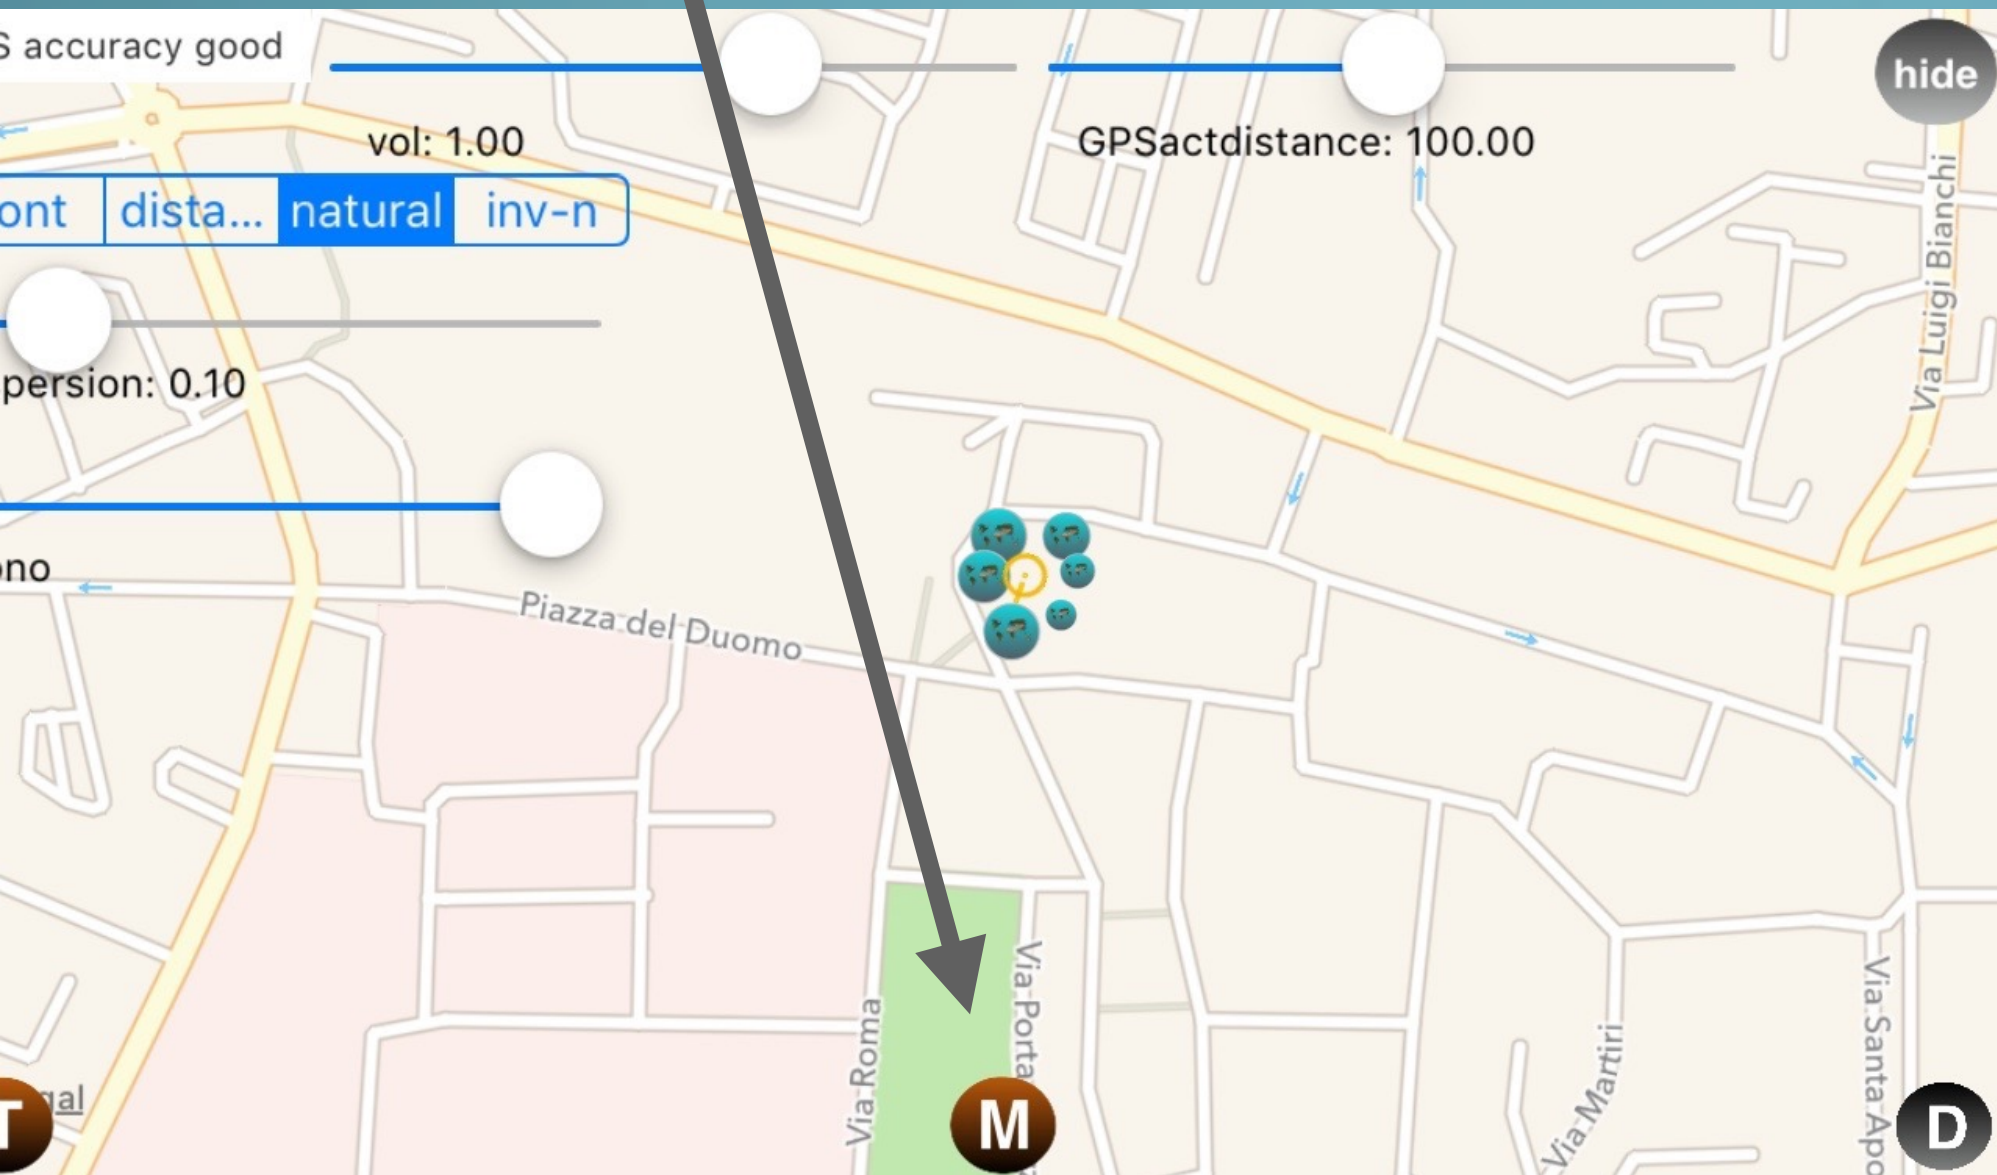 S accuracy good
hide
vol: 1.00
GPSactdistance: 100.00
ont
dista...
natural
inv-n
Via Luigi Bianchi
persion: 0.10
ono
Piazza del Duomo
Via Roma
Via Porta
Via Martiri
Via Santa Apo
gal
T
M
D